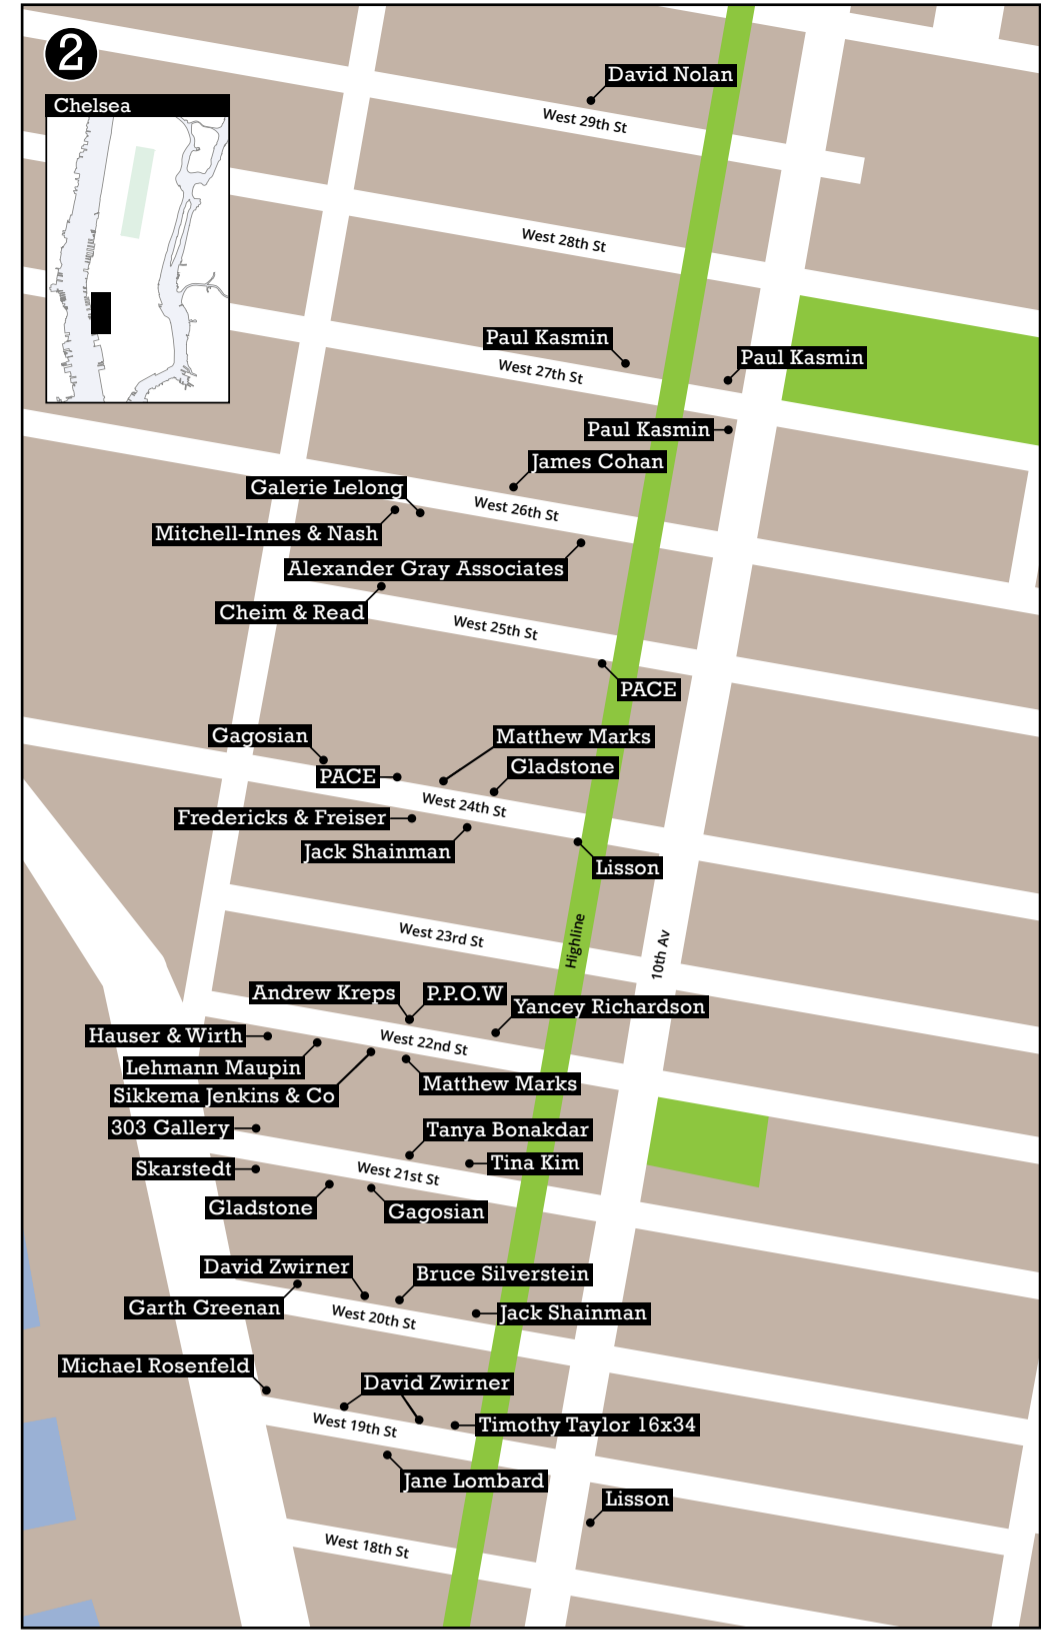 2
Chelsea
David Nolan
West 29th St
West 28th St
Paul Kasmin
Paul Kasmin
West 27th St
Paul Kasmin
James Cohan
Galerie Lelong
West 26th St
Mitchell-Innes & Nash
Alexander Gray Associates
Cheim & Read
West 25th St
PACE
Gagosian
Matthew Marks
Gladstone
PACE
West 24th St
Fredericks & Freiser
Jack Shainman
Lisson
West 23rd St
Highline
10th Av
Andrew Kreps
P.P.O.W
Yancey Richardson
Hauser & Wirth
West 22nd St
Lehmann Maupin
Matthew Marks
Sikkema Jenkins & Co
303 Gallery
Tanya Bonakdar
Tina Kim
Skarstedt
West 21st St
Gladstone
Gagosian
David Zwirner
Bruce Silverstein
Garth Greenan
West 20th St
Jack Shainman
Michael Rosenfeld
David Zwirner
West 19th St
Timothy Taylor 16x34
Jane Lombard
Lisson
West 18th St